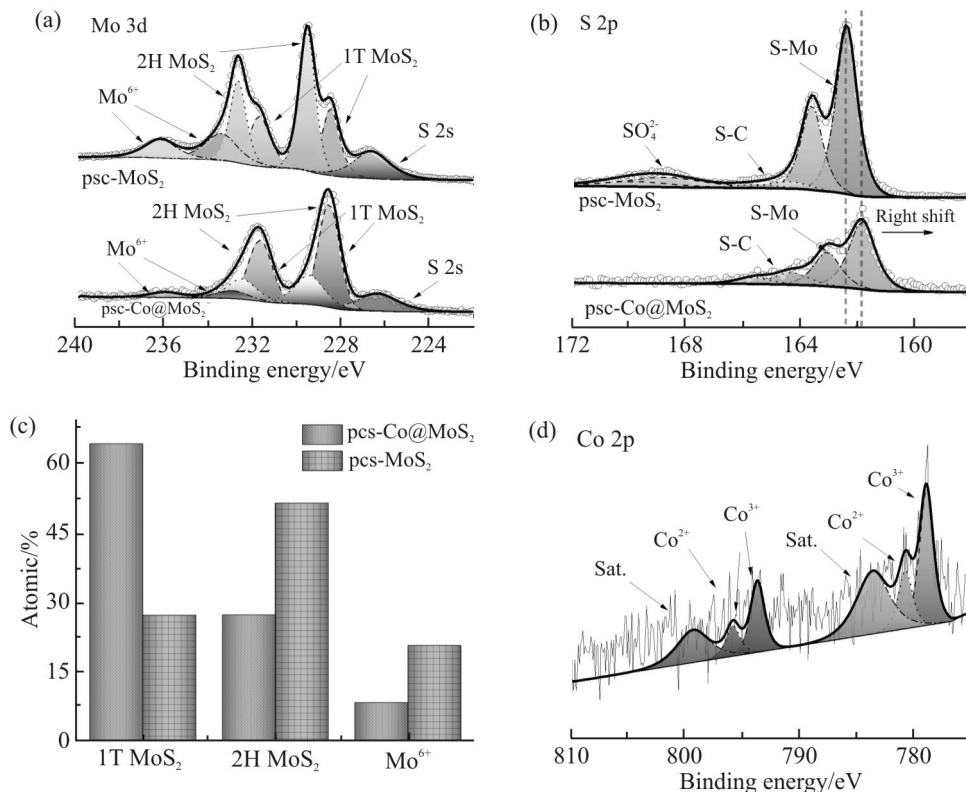 (a)
Mo 3d
2H MoS₂
1T MoS₂
Mo⁶⁺
S 2s
psc-MoS₂
2H MoS₂
1T MoS₂
Mo⁶⁺
S 2s
psc-Co@MoS₂
240 236 232 228 224
Binding energy/eV
(b)
S 2p
S-Mo
SO₄²⁻
S-C
psc-MoS₂
S-Mo
Right shift
S-C
psc-Co@MoS₂
172 168 164 160
Binding energy/eV
(c)
pcs-Co@MoS₂
pcs-MoS₂
60
45
30
15
0
Atomic/%
1T MoS₂ 2H MoS₂ Mo⁶⁺
(d)
Co 2p
Co³⁺
Co²⁺
Sat.
Co³⁺
Co²⁺
Sat.
810 800 790 780
Binding energy/eV